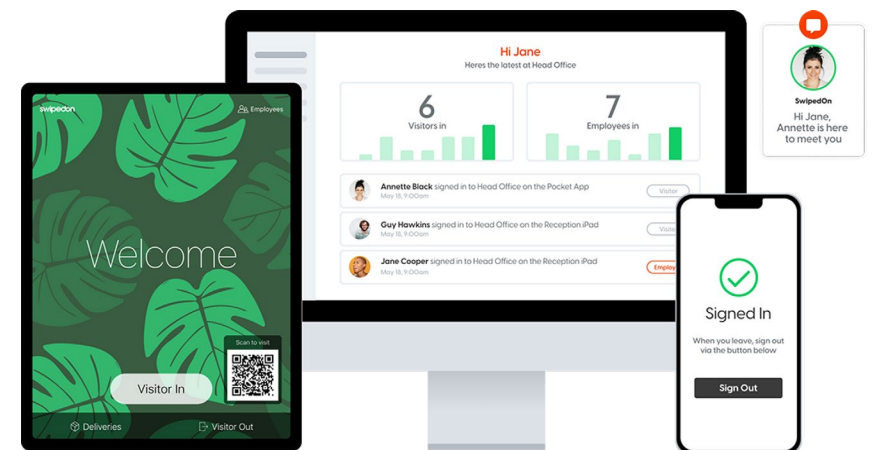 swipedon
Employees
Welcome
Scan to visit
Visitor In
Deliveries
Visitor Out
Hi Jane
Heres the latest at Head Office
6
Visitors in
7
Employees in
Annette Black signed in to Head Office on the Pocket App
May 18, 9:00am
Visitor
Guy Hawkins signed in to Head Office on the Reception iPad
May 18, 9:00am
Visito
Jane Cooper signed in to Head Office on the Reception iPad
May 18, 9:00am
Employ
SwipedOn
Hi Jane,
Annette is here
to meet you
Signed In
When you leave, sign out
via the button below
Sign Out